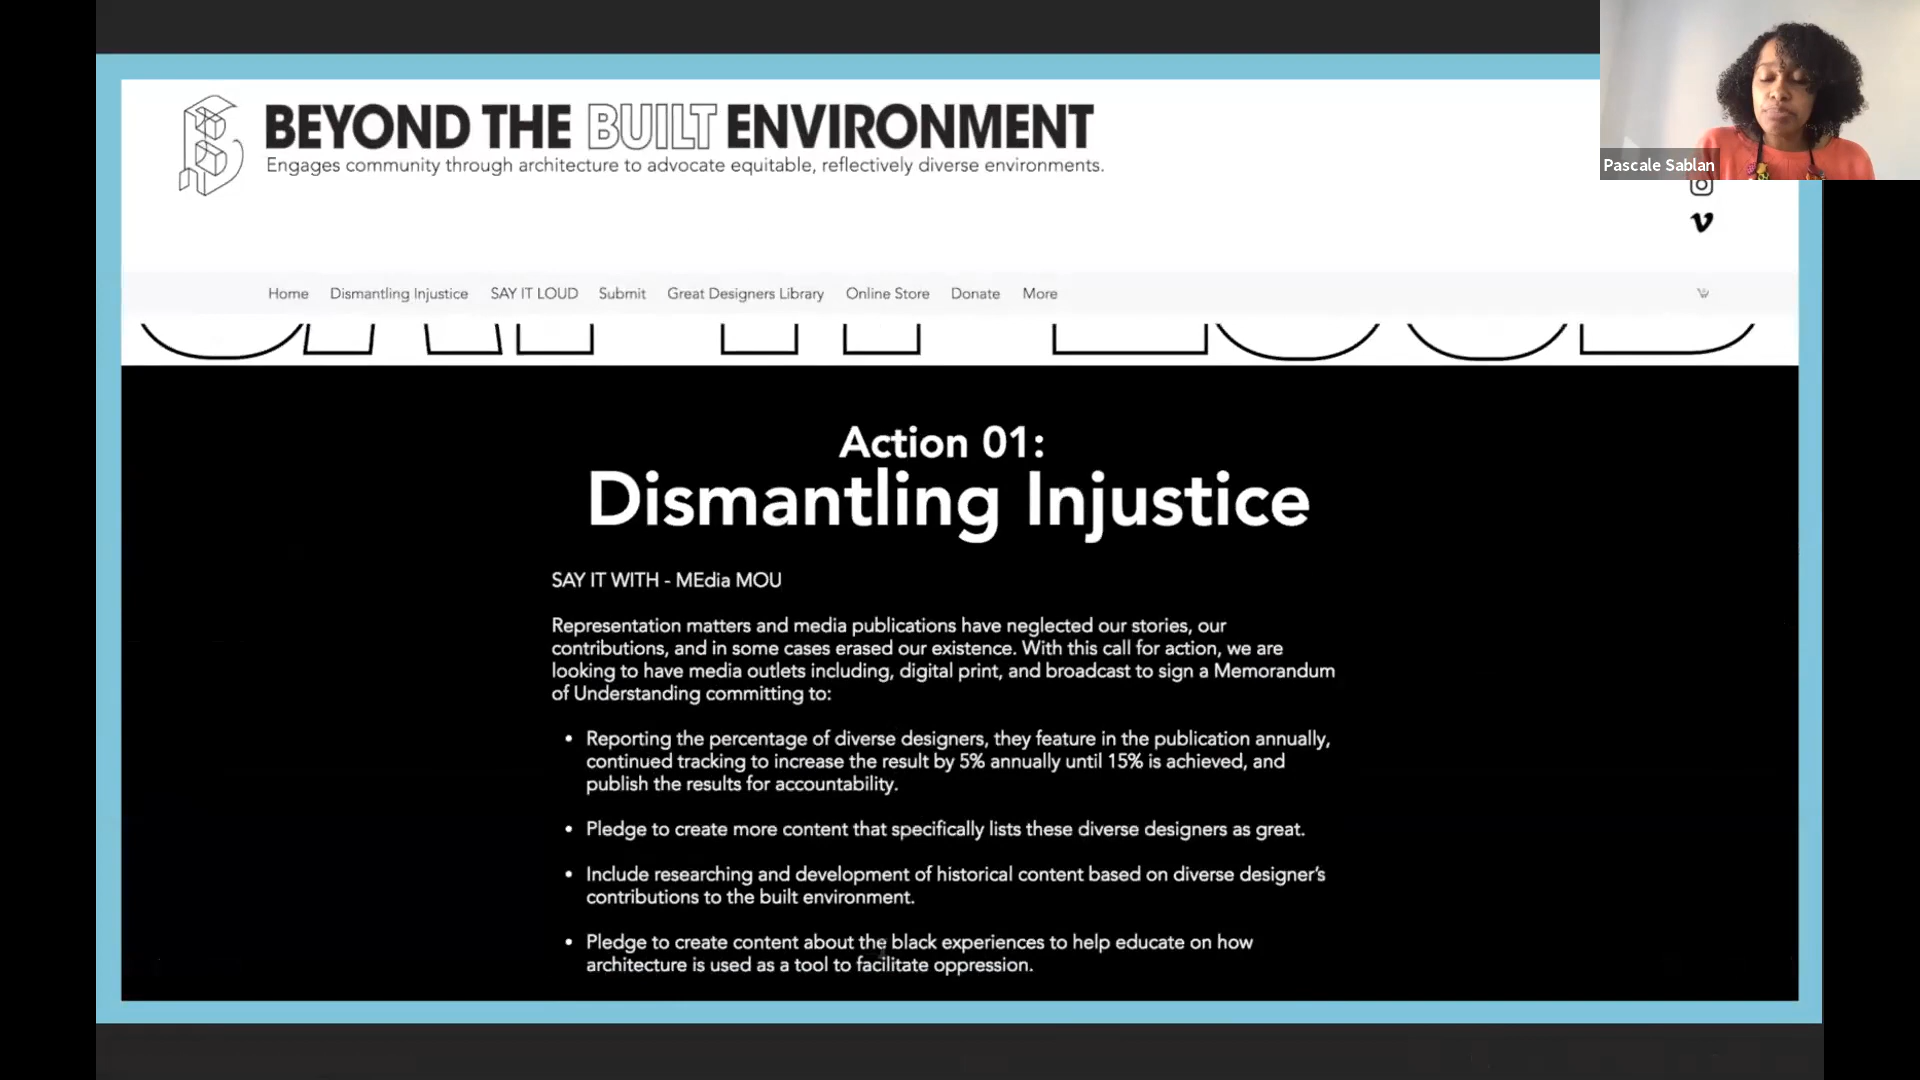 BEYOND THE BUILT ENVIRONMENT
Engages community through architecture to advocate equitable, reflectively diverse environments.
Pascale Sablan
Home Dismantling Injustice SAY IT LOUD Submit Great Designers Library Online Store Donate More
SAY IT LOUD
Action 01:
Dismantling Injustice
SAY IT WITH - MEdia MOU
Representation matters and media publications have neglected our stories, our
contributions, and in some cases erased our existence. With this call for action, we are
looking to have media outlets including, digital print, and broadcast to sign a Memorandum
of Understanding committing to:
• Reporting the percentage of diverse designers, they feature in the publication annually,
continued tracking to increase the result by 5% annually until 15% is achieved, and
publish the results for accountability.
• Pledge to create more content that specifically lists these diverse designers as great.
• Include researching and development of historical content based on diverse designer’s
contributions to the built environment.
• Pledge to create content about the black experiences to help educate on how
architecture is used as a tool to facilitate oppression.